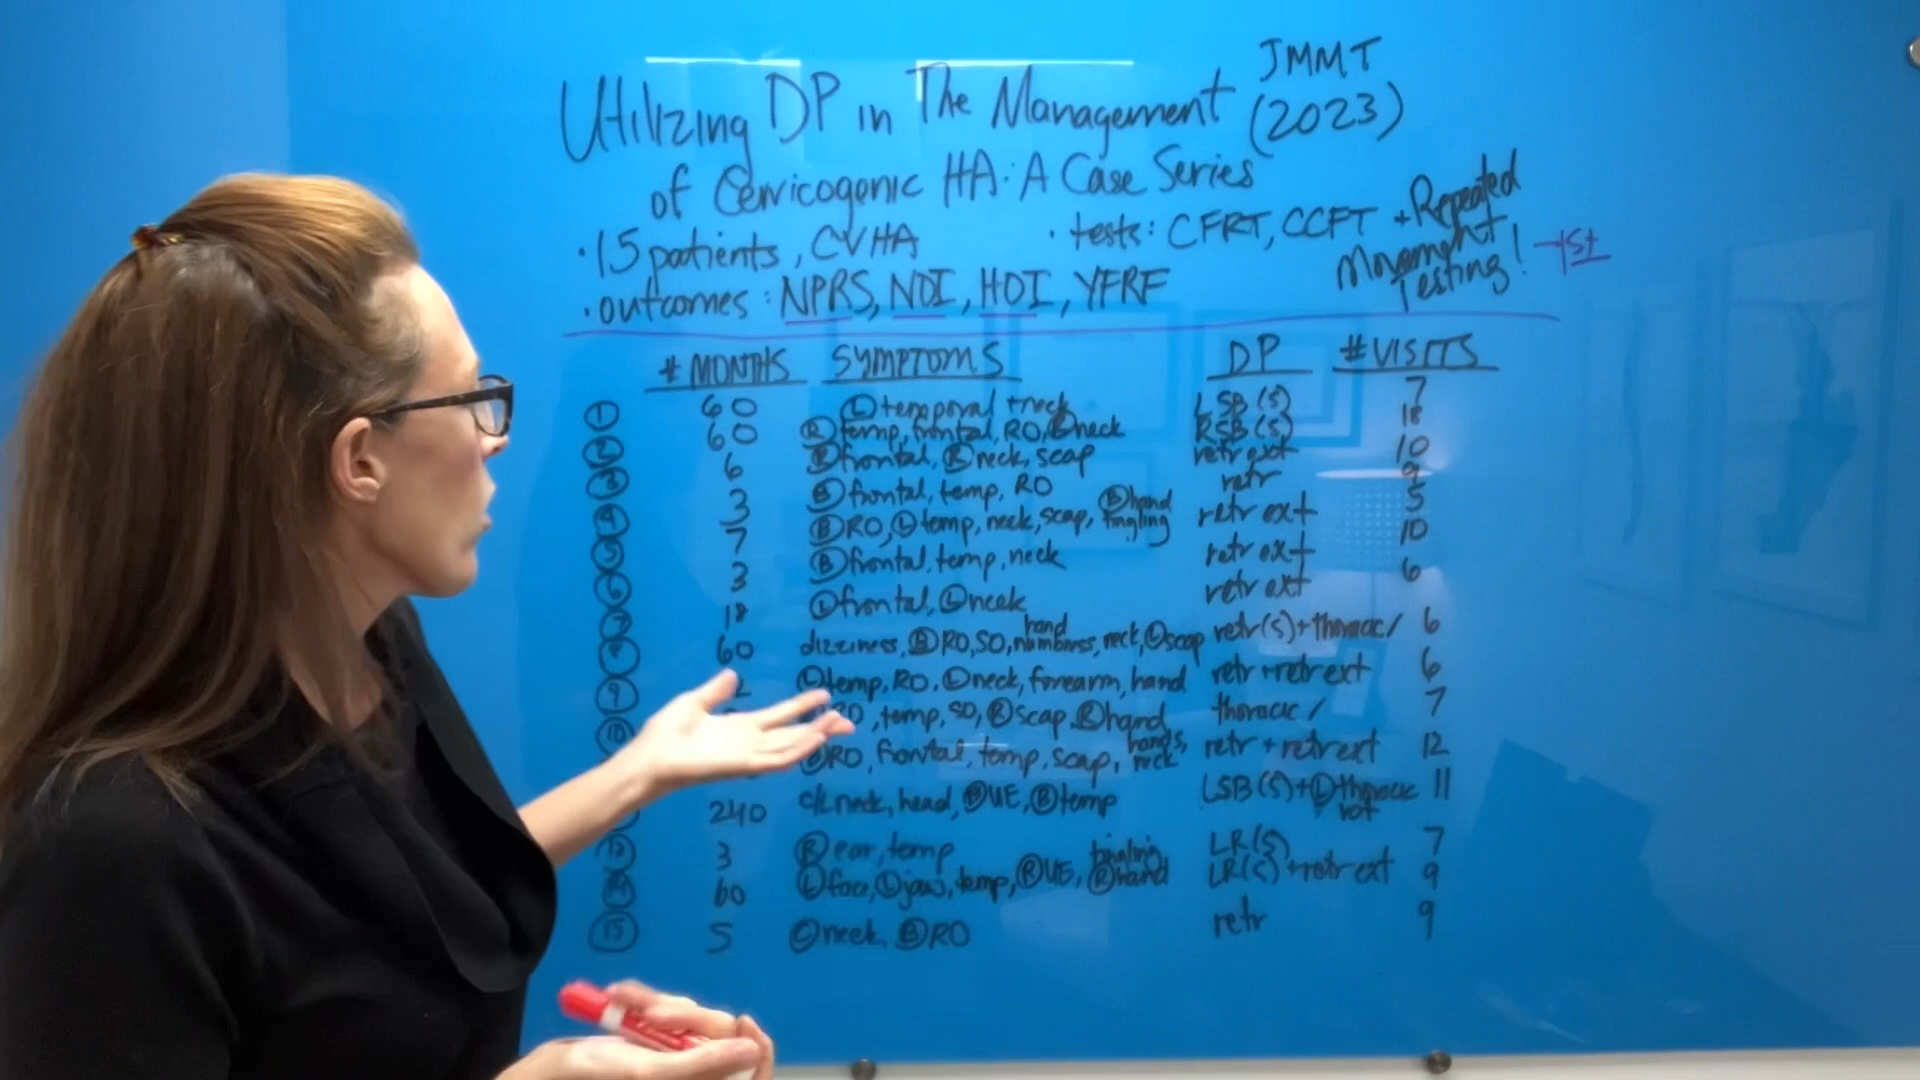 Utilizing DP in The Management JMMT (2023)
of Cervicogenic HA: A Case Series
· 15 patients, CVHA · tests: CFRT, CCFT + Repeated Movement Testing! 1st
· outcomes: NPRS, NDI, HDI, YFRF
# MONTHS SYMPTOMS DP # VISITS
1 60 L temporal + neck LSB(S) 7
2 60 R temp, frontal, RO, R neck RSB(S) 18
3 6 B frontal, B neck, scap retr ext 10
4 3 B frontal, temp, RO retr 9
5 7 B RO, L temp, neck, scap, B hand tingling retr ext 5
6 3 B frontal, temp, neck retr ext 10
7 18 L frontal, L neck retr ext 6
8 60 dizziness, B RO, SO, hand numbness, neck, L scap retr(S) + thoracic / 6
9 2 L temp, RO, L neck, forearm, hand retr + retr ext 6
10 RO, temp, SO, R scap, R hand thoracic / 7
RO, frontal, temp, scap, hands, neck retr + retr ext 12
240 c/L neck, head, UE, B temp LSB(S) + L thoracic rot 11
13 3 R ear, temp LR(S) 7
14 60 L face, L jaw, temp, R UE, tingling R hand LR(S) + retr ext 9
15 5 C neck, B RO retr 9